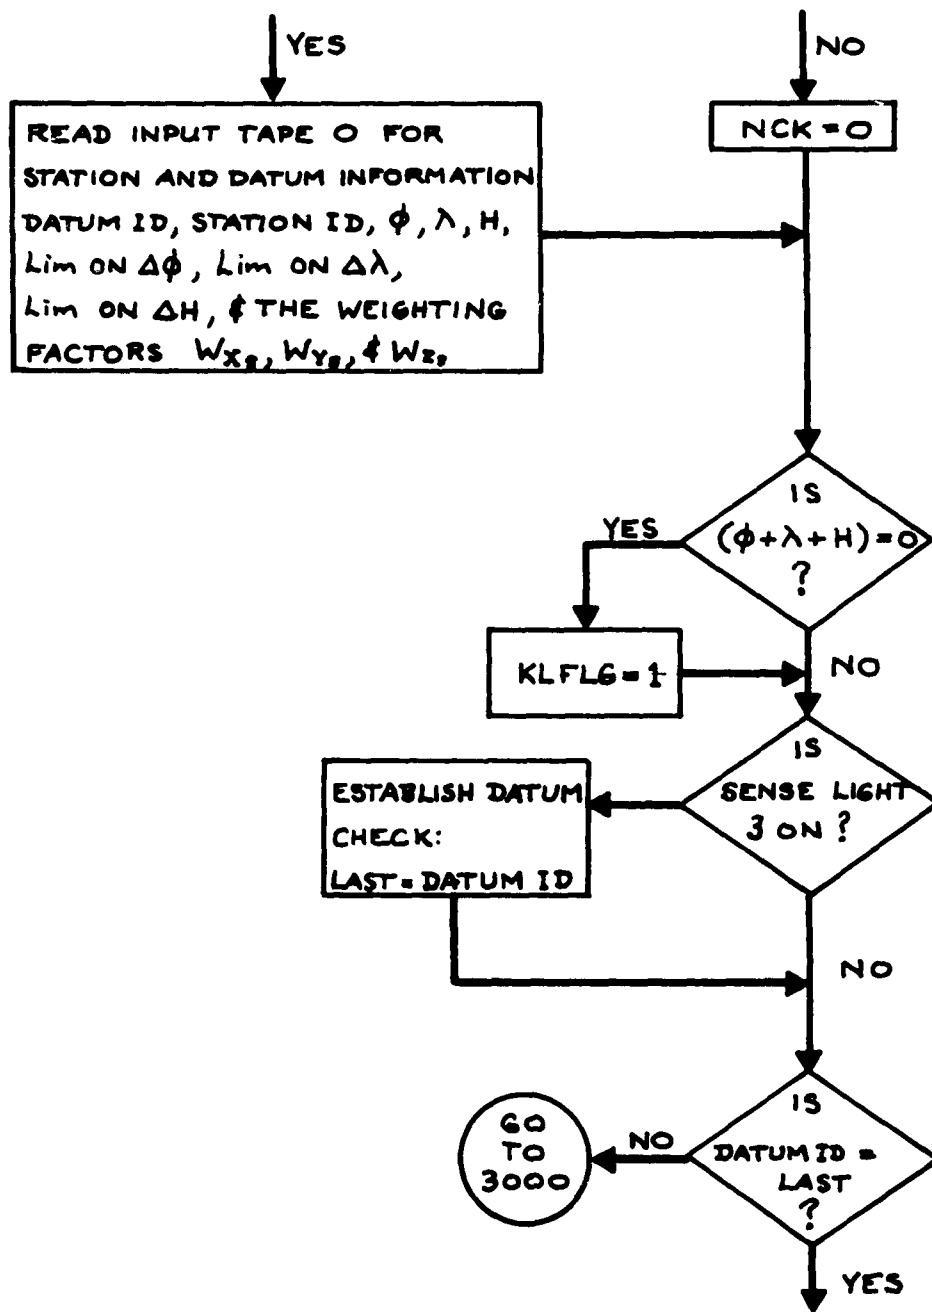 YES
NO
READ INPUT TAPE 0 FOR
STATION AND DATUM INFORMATION
DATUM ID, STATION ID, ϕ, λ, H,
Lim ON Δϕ, Lim ON Δλ,
Lim ON ΔH, & THE WEIGHTING
FACTORS Wxs, Wys, & Wzs
NCK = 0
IS
(ϕ+λ+H)=0
?
YES
KLFLG = 1
NO
IS
SENSE LIGHT
3 ON ?
ESTABLISH DATUM
CHECK:
LAST = DATUM ID
NO
IS
DATUM ID =
LAST
?
NO
GO
TO
3000
YES